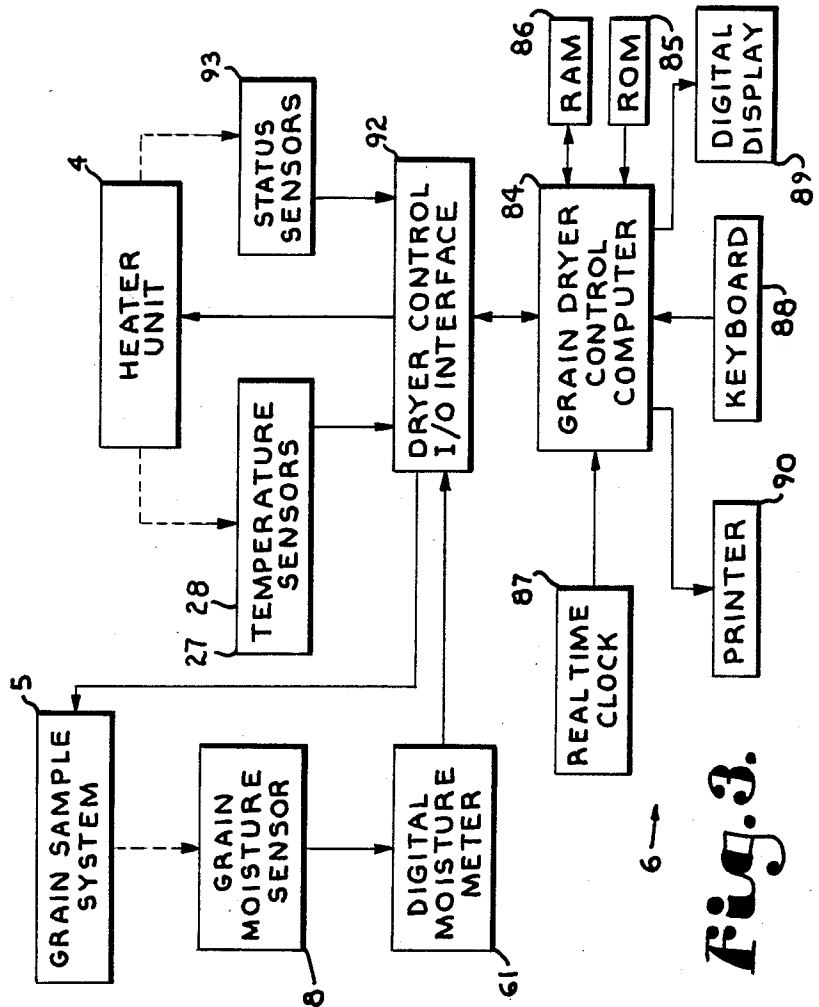 5
GRAIN SAMPLE
SYSTEM
GRAIN
MOISTURE
SENSOR
8
DIGITAL
MOISTURE
METER
61
4
HEATER
UNIT
27 28
TEMPERATURE
SENSORS
93
STATUS
SENSORS
92
DRYER CONTROL
I/O INTERFACE
84
GRAIN DRYER
CONTROL
COMPUTER
86
RAM
ROM
85
87
REAL TIME
CLOCK
PRINTER
90
KEYBOARD
88
DIGITAL
DISPLAY
89
6
Fig. 3.